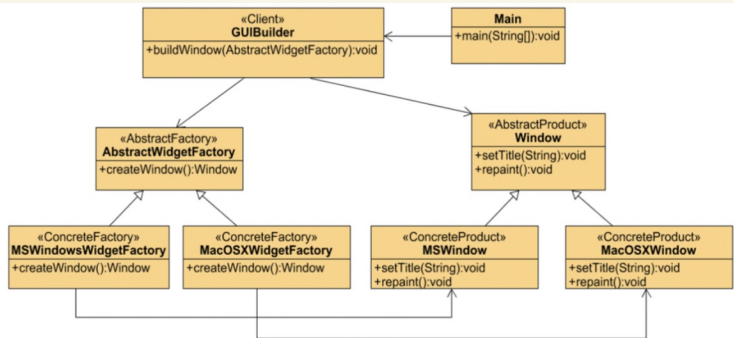 «Client»
GUIBuilder
+buildWindow(AbstractWidgetFactory):void
Main
+main(String[]):void
«AbstractFactory»
AbstractWidgetFactory
+createWindow():Window
«AbstractProduct»
Window
+setTitle(String):void
+repaint():void
«ConcreteFactory»
MSWindowsWidgetFactory
+createWindow():Window
«ConcreteFactory»
MacOSXWidgetFactory
+createWindow():Window
«ConcreteProduct»
MSWindow
+setTitle(String):void
+repaint():void
«ConcreteProduct»
MacOSXWindow
+setTitle(String):void
+repaint():void